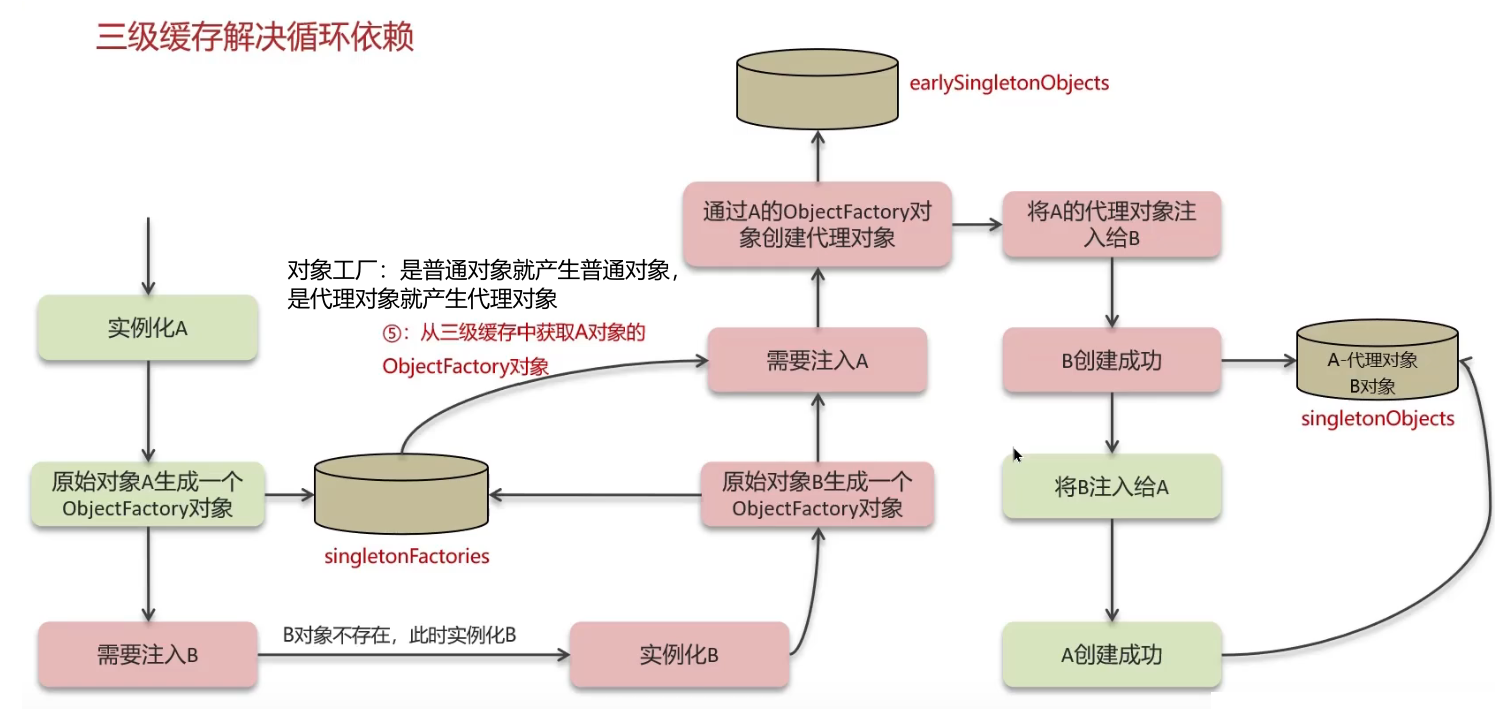 三级缓存解决循环依赖
earlySingletonObjects
通过A的ObjectFactory对
象创建代理对象
将A的代理对象注
入给B
对象工厂：是普通对象就产生普通对象，
是代理对象就产生代理对象
⑤：从三级缓存中获取A对象的
ObjectFactory对象
实例化A
需要注入A
B创建成功
A-代理对象
B对象
singletonObjects
原始对象A生成一个
ObjectFactory对象
singletonFactories
原始对象B生成一个
ObjectFactory对象
将B注入给A
需要注入B
B对象不存在，此时实例化B
实例化B
A创建成功